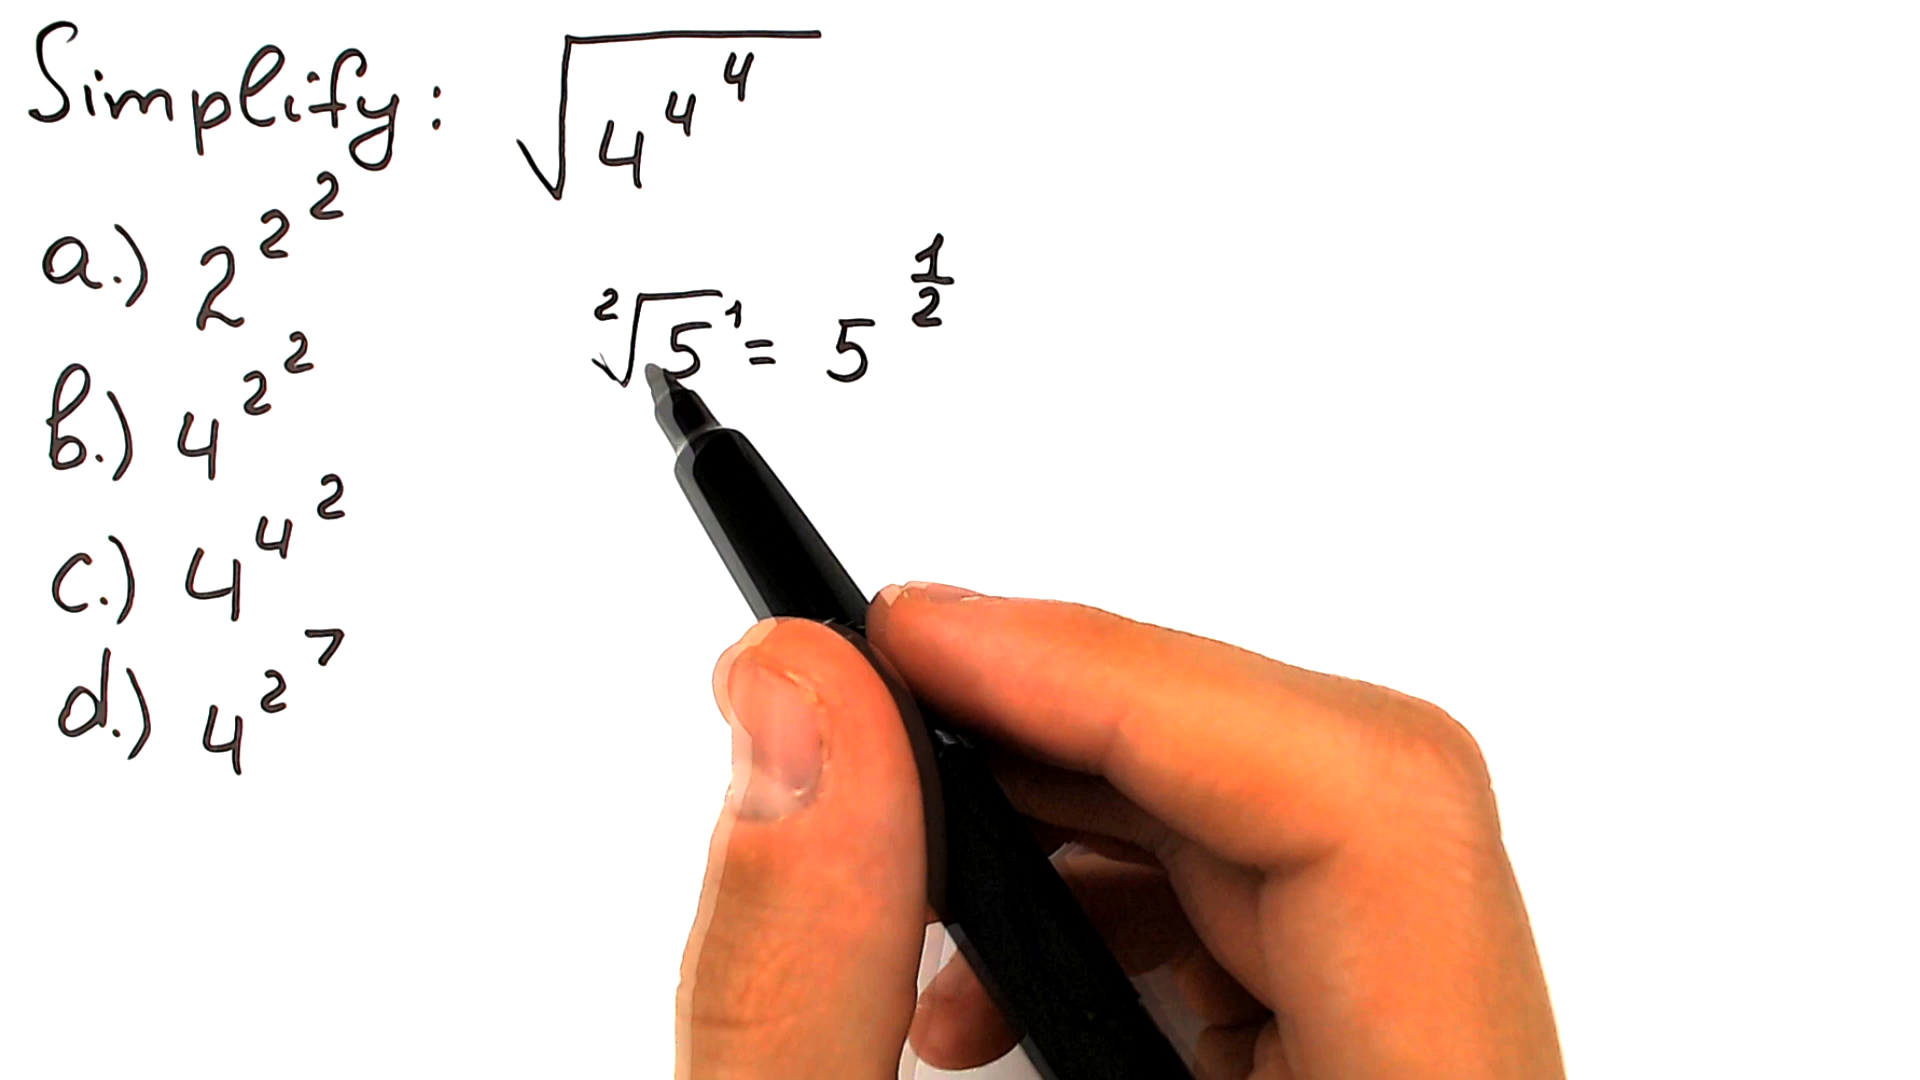 Simplify: √4^4^4
a.) 2^2^2
b.) 4^2^2
c.) 4^4^2
d.) 4^2^7
²√5¹ = 5^1/2